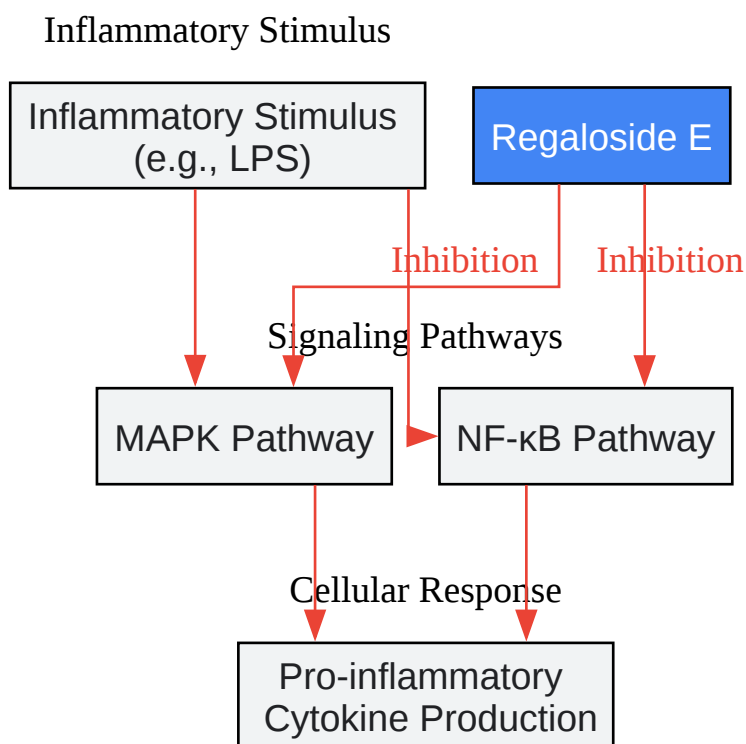 Inflammatory Stimulus
Inflammatory Stimulus
(e.g., LPS)
Regaloside E
Inhibition
Inhibition
Signaling Pathways
MAPK Pathway
NF-κB Pathway
Cellular Response
Pro-inflammatory
Cytokine Production